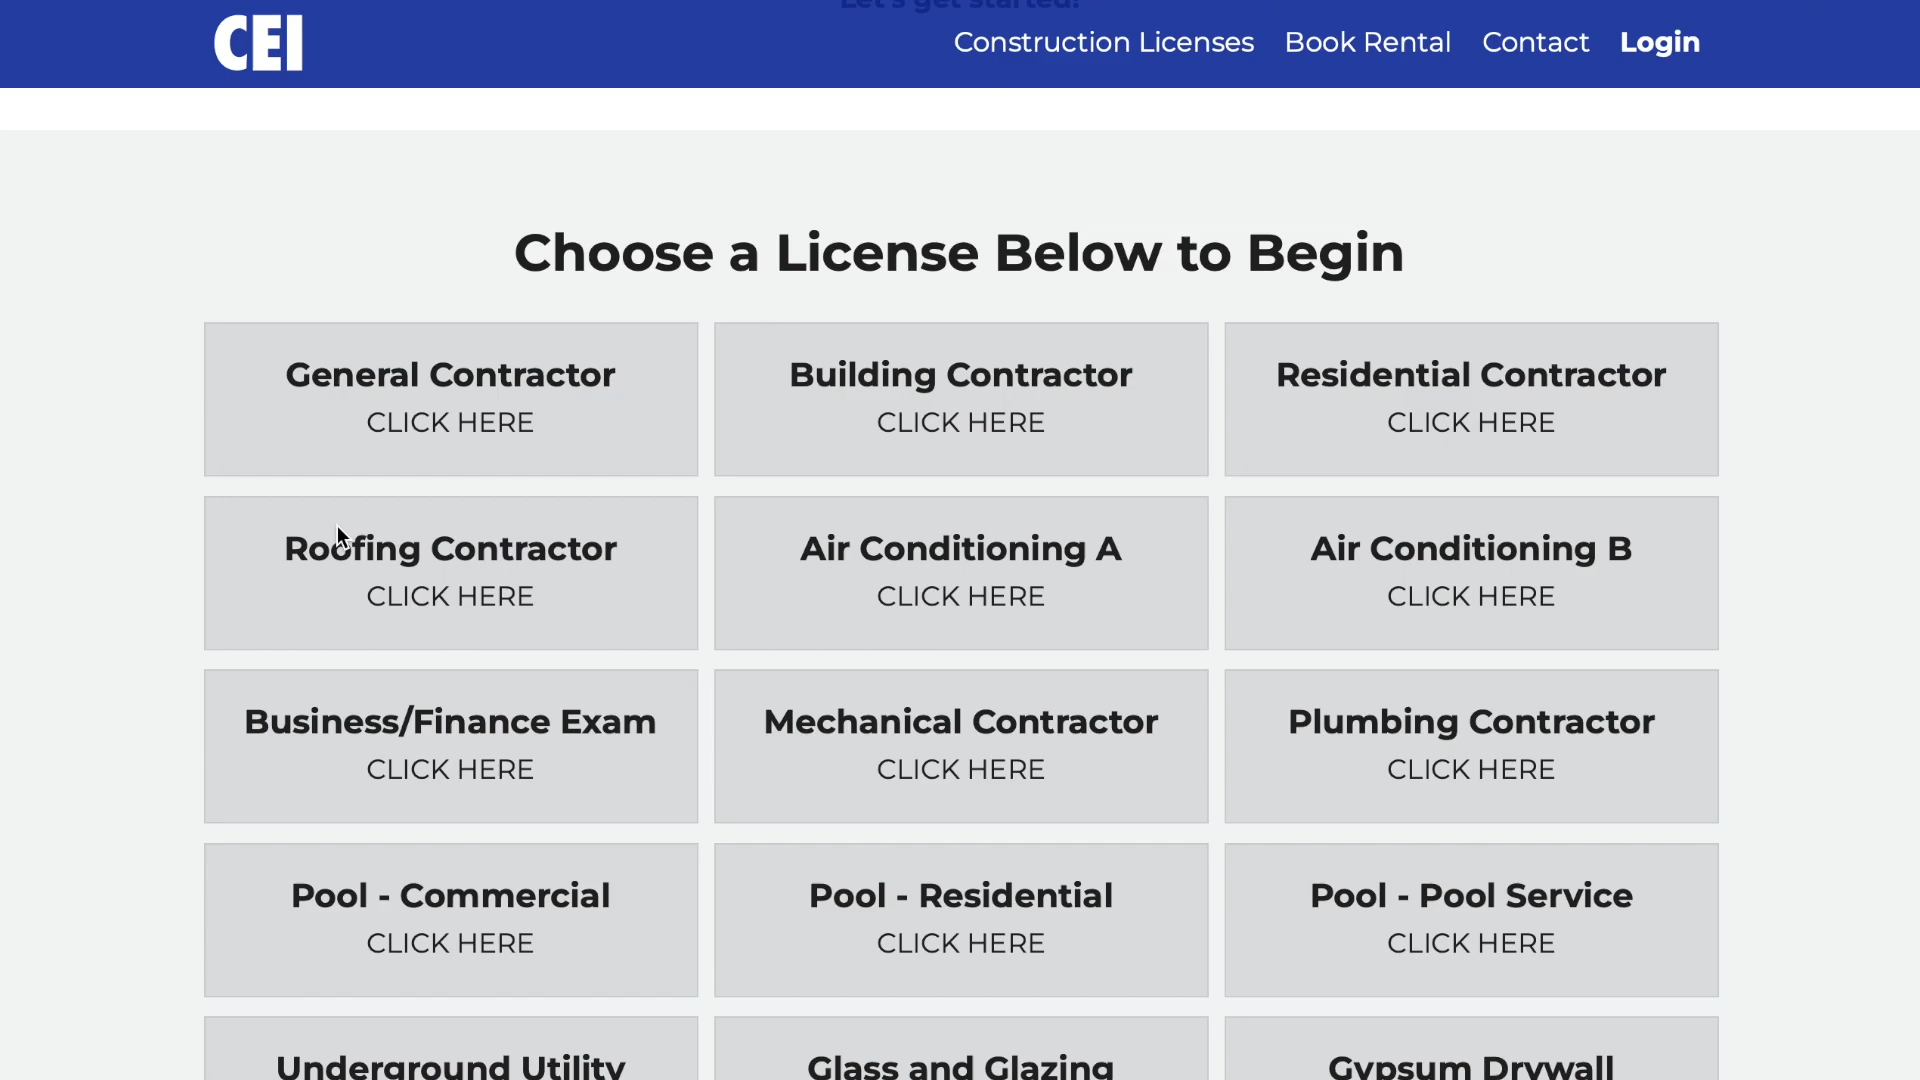 Let's get started!
CEI
Construction Licenses
Book Rental
Contact
Login
Choose a License Below to Begin
General Contractor
CLICK HERE
Building Contractor
CLICK HERE
Residential Contractor
CLICK HERE
Roofing Contractor
CLICK HERE
Air Conditioning A
CLICK HERE
Air Conditioning B
CLICK HERE
Business/Finance Exam
CLICK HERE
Mechanical Contractor
CLICK HERE
Plumbing Contractor
CLICK HERE
Pool - Commercial
CLICK HERE
Pool - Residential
CLICK HERE
Pool - Pool Service
CLICK HERE
Underground Utility
Glass and Glazing
Gypsum Drywall